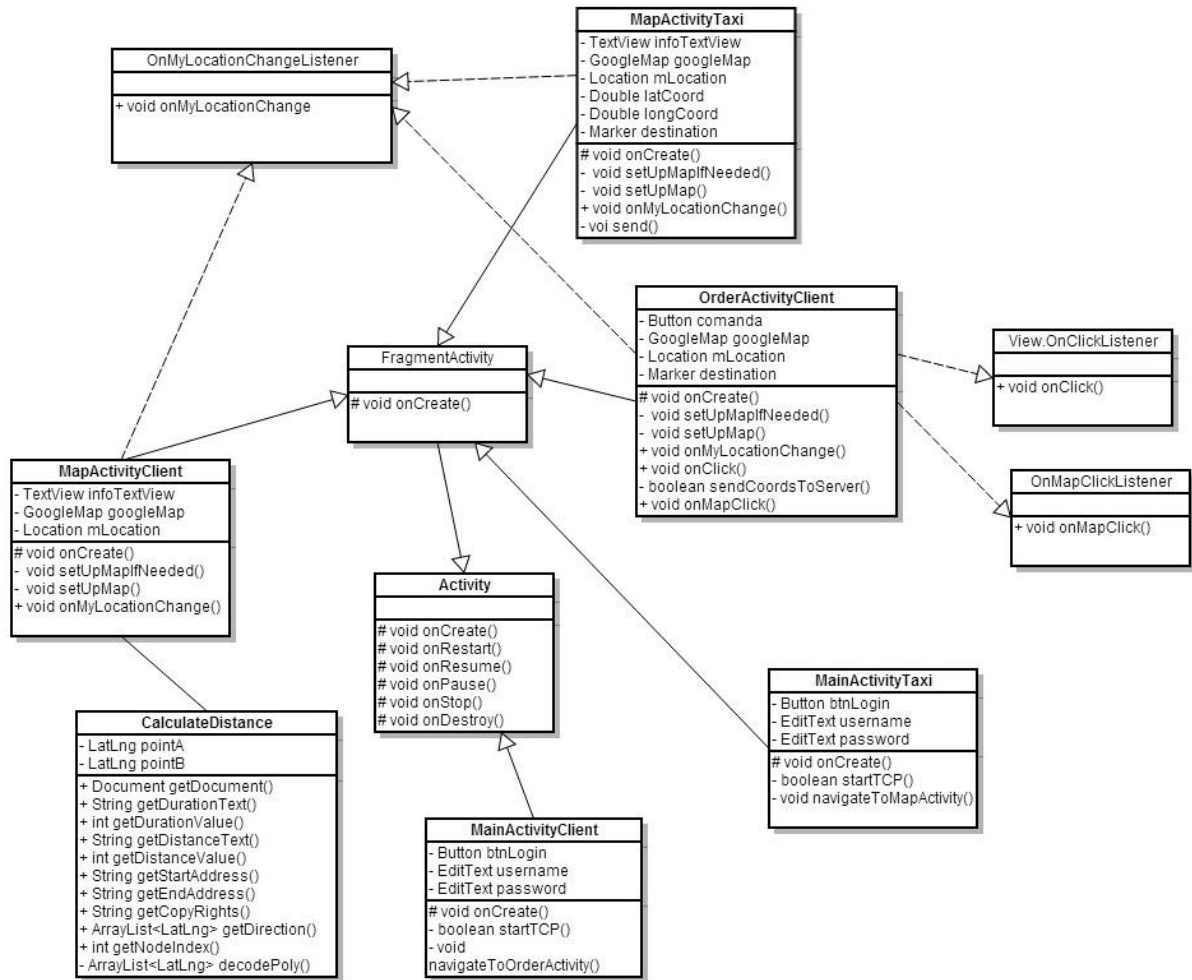 MapActivityTaxi
- TextView infoTextView
- GoogleMap googleMap
- Location mLocation
- Double latCoord
- Double longCoord
- Marker destination
# void onCreate()
- void setUpMapIfNeeded()
- void setUpMap()
+ void onMyLocationChange()
- voi send()
OnMyLocationChangeListener
+ void onMyLocationChange
OrderActivityClient
- Button comanda
- GoogleMap googleMap
- Location mLocation
- Marker destination
# void onCreate()
- void setUpMapIfNeeded()
- void setUpMap()
+ void onMyLocationChange()
+ void onClick()
- boolean sendCoordsToServer()
+ void onMapClick()
View.OnClickListener
+ void onClick()
FragmentActivity
# void onCreate()
OnMapClickListener
+ void onMapClick()
MapActivityClient
- TextView infoTextView
- GoogleMap googleMap
- Location mLocation
# void onCreate()
- void setUpMapIfNeeded()
- void setUpMap()
+ void onMyLocationChange()
Activity
# void onCreate()
# void onRestart()
# void onResume()
# void onPause()
# void onStop()
# void onDestroy()
MainActivityTaxi
- Button btnLogin
- EditText username
- EditText password
# void onCreate()
- boolean startTCP()
- void navigateToMapActivity()
CalculateDistance
- LatLng pointA
- LatLng pointB
+ Document getDocument()
+ String getDurationText()
+ int getDurationValue()
+ String getDistanceText()
+ int getDistanceValue()
+ String getStartAddress()
+ String getEndAddress()
+ String getCopyRights()
+ ArrayList<LatLng> getDirection()
+ int getNodeIndex()
- ArrayList<LatLng> decodePoly()
MainActivityClient
- Button btnLogin
- EditText username
- EditText password
# void onCreate()
- boolean startTCP()
- void
navigateToOrderActivity()